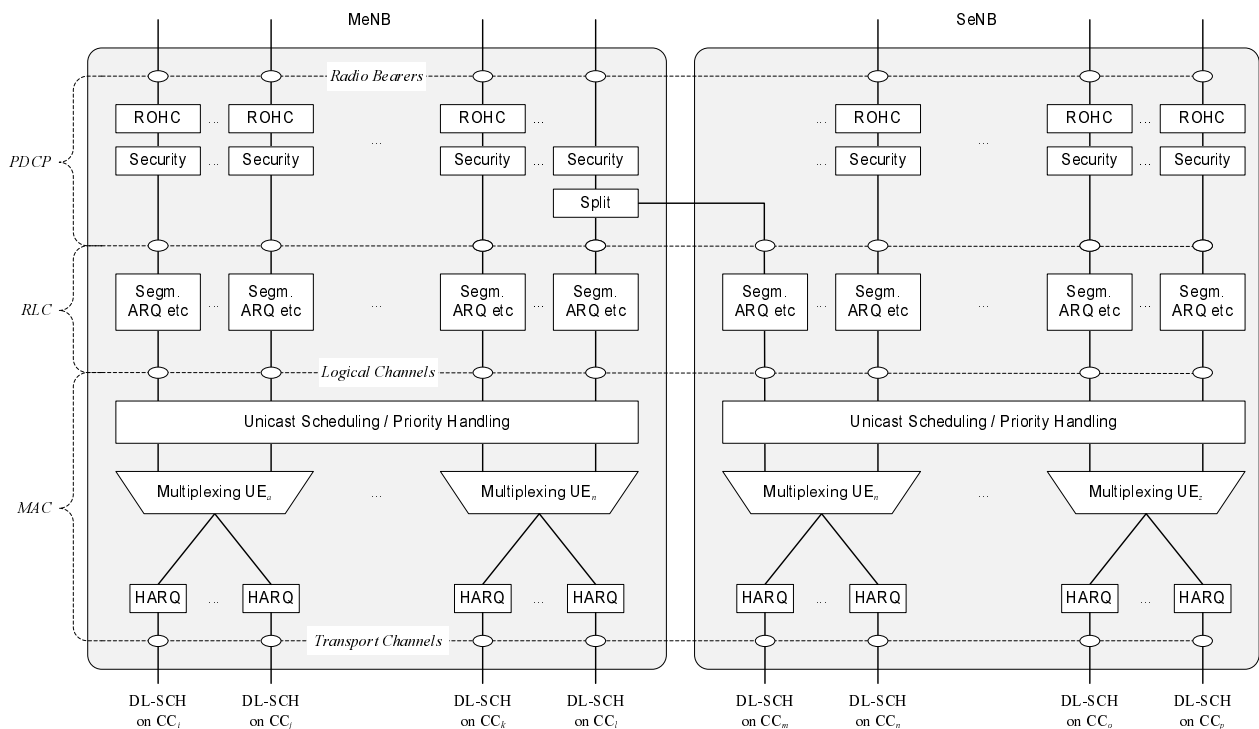 MeNB SeNB
Radio Bearers
ROHC ... ROHC ROHC ... ... ROHC ROHC ... ROHC
... ...
PDCP Security ... Security Security ... Security ... Security Security ... Security
Split
Segm. Segm. Segm. Segm. Segm. Segm. Segm. Segm.
RLC ... ... ... ... ... ... ...
ARQ etc ARQ etc ARQ etc ARQ etc ARQ etc ARQ etc ARQ etc ARQ etc
Logical Channels
Unicast Scheduling / Priority Handling Unicast Scheduling / Priority Handling
Multiplexing UEa ... Multiplexing UEn Multiplexing UEn ... Multiplexing UEz
MAC
HARQ ... HARQ HARQ ... HARQ HARQ ... HARQ HARQ ... HARQ
Transport Channels
DL-SCH DL-SCH DL-SCH DL-SCH DL-SCH DL-SCH DL-SCH DL-SCH
on CCi on CCj on CCk on CCl on CCm on CCn on CCo on CCp